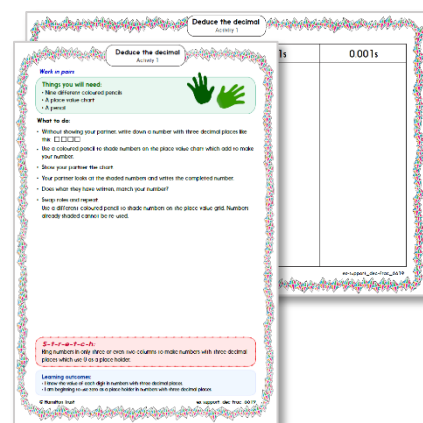 Deduce the decimal
Activity 1
1s
0.001s
ex-support_dec-frac_6619
Deduce the decimal
Activity 1
Work in pairs
Things you will need:
• Nine different coloured pencils
• A place value chart
• A pencil
What to do:
• Without showing your partner, write down a number with three decimal places like
this: □.□□□
• Use a coloured pencil to shade numbers on the place value chart which add to make
your number.
• Show your partner the chart.
• Your partner looks at the shaded numbers and writes the completed number.
• Does what they have written, match your number?
• Swap roles and repeat.
Use a different coloured pencil to shade numbers on the place value grid. Numbers
already shaded cannot be re-used.
S-t-r-e-t-c-h:
Ring numbers in only three or even two columns to make numbers with three decimal
places which use 0 as a place holder.
Learning outcomes:
• I know the value of each digit in numbers with three decimal places.
• I am beginning to use zero as a place holder in numbers with three decimal places.
© Hamilton Trust
ex-support_dec-frac_6619